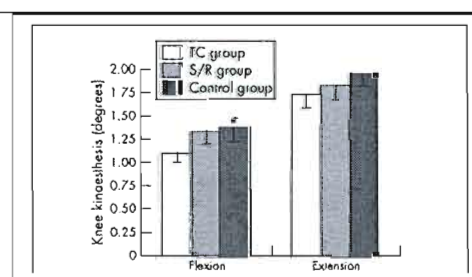 TC group
S/R group
Control group
Knee kinaesthesis (degrees)
2.00
1.75
1.50
1.25
1.00
0.75
0.50
0.25
0
*
Flexion
Extension